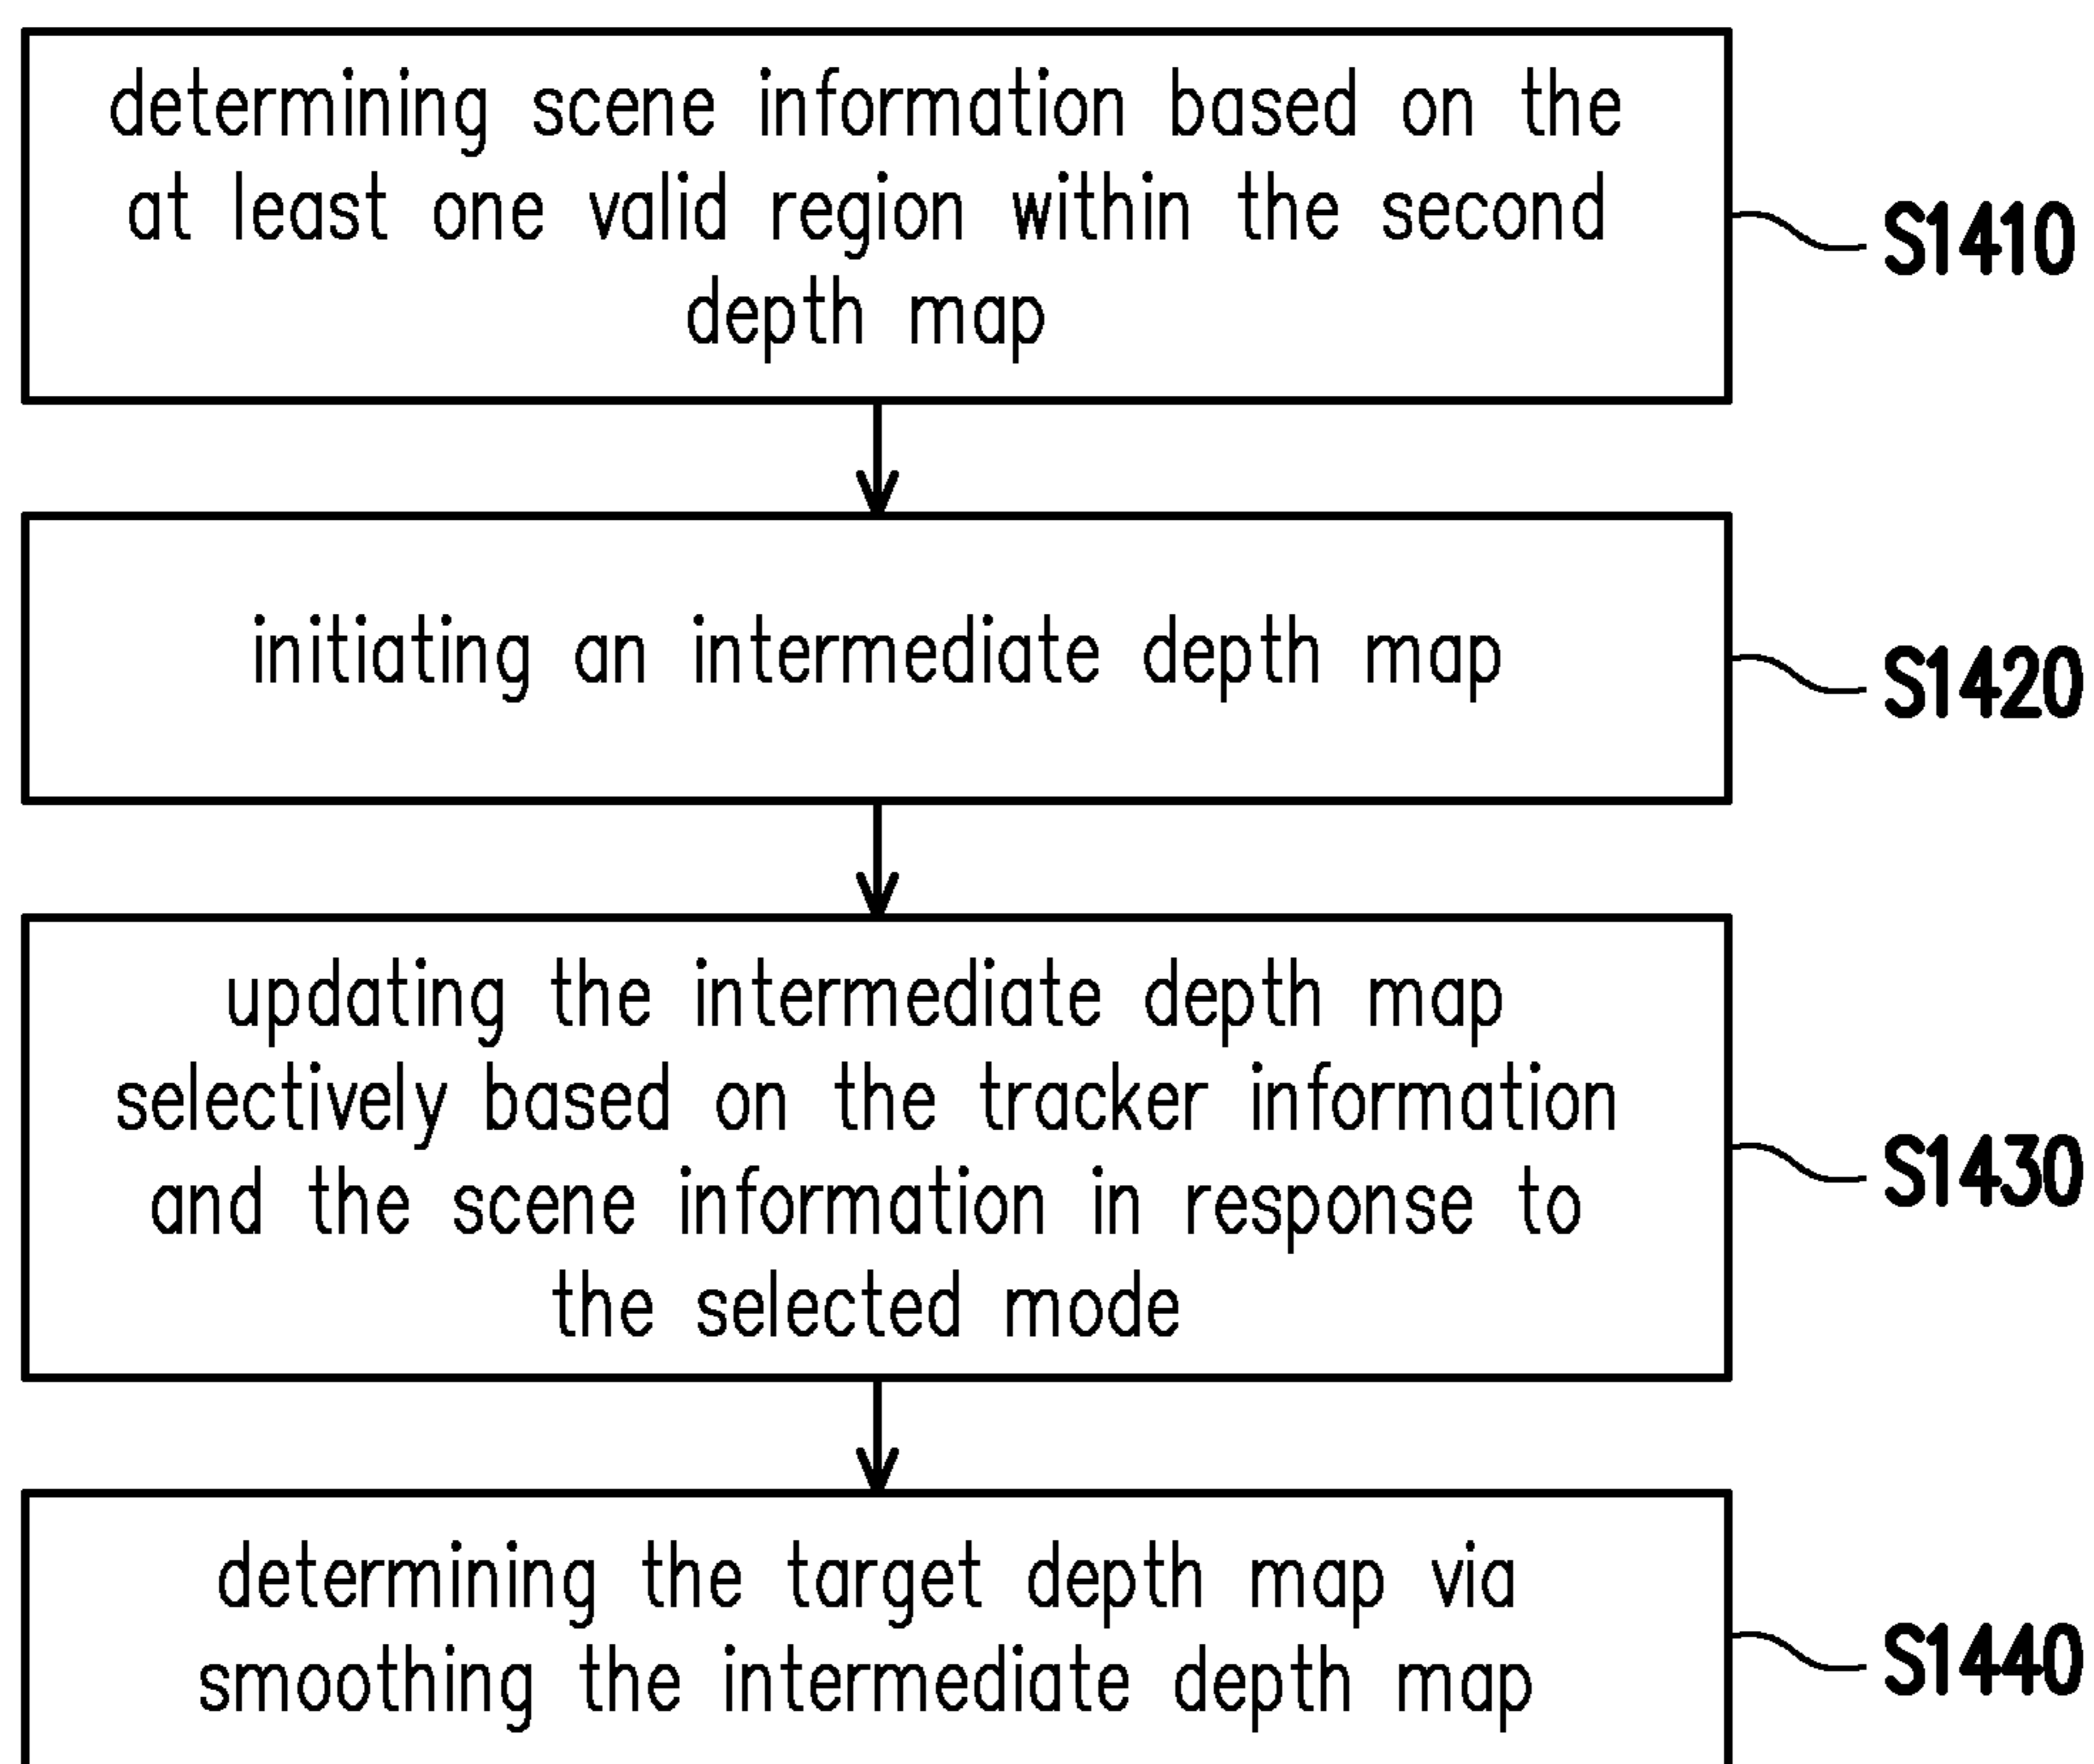 determining scene information based on the
at least one valid region within the second
depth map
S1410
initiating an intermediate depth map
S1420
updating the intermediate depth map
selectively based on the tracker information
and the scene information in response to
the selected mode
S1430
determining the target depth map via
smoothing the intermediate depth map
S1440